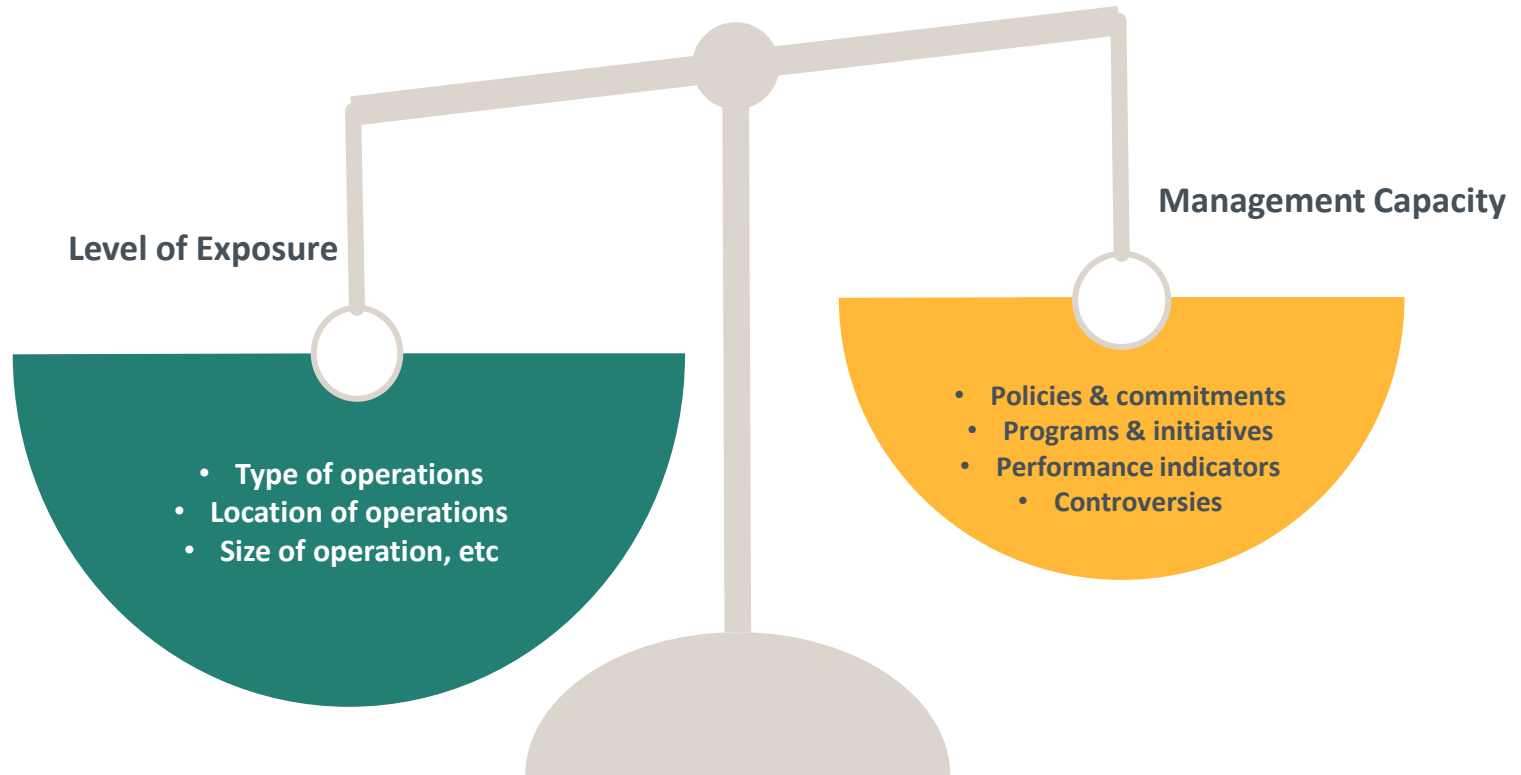 Management Capacity
Level of Exposure
• Policies & commitments
• Programs & initiatives
• Performance indicators
• Controversies
• Type of operations
• Location of operations
• Size of operation, etc